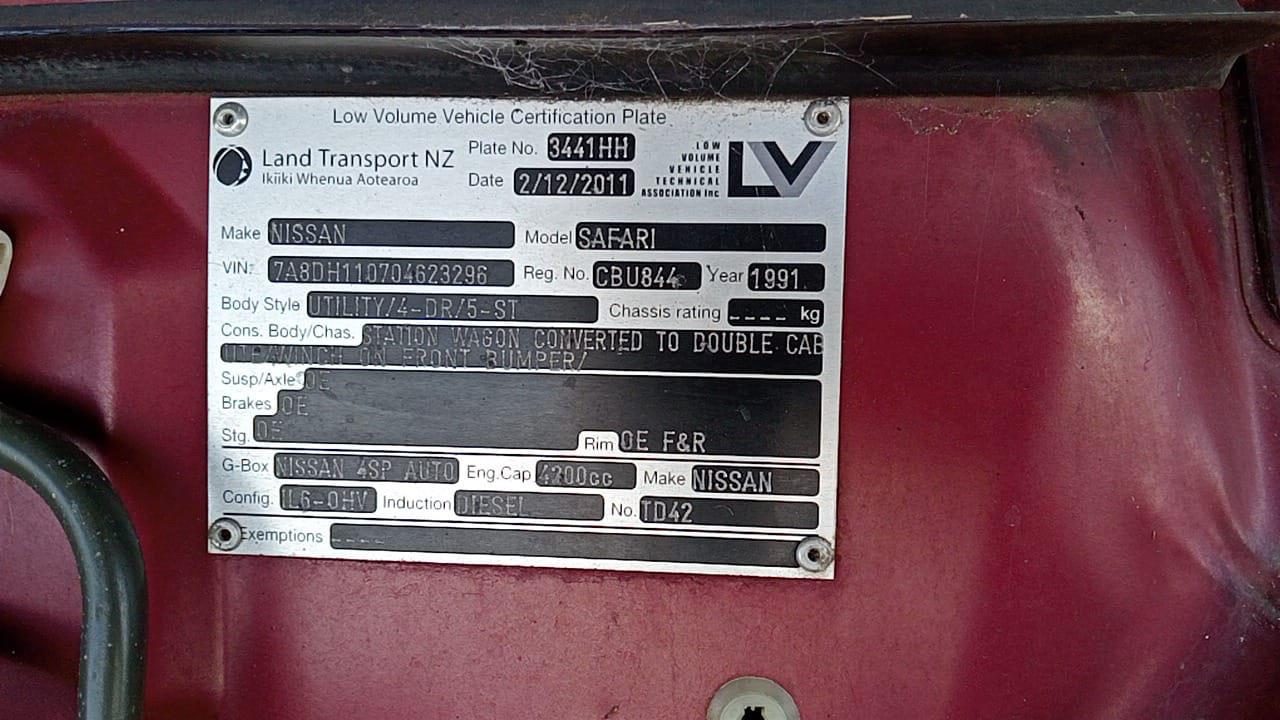 Low Volume Vehicle Certification Plate
Land Transport NZ
Ikiiki Whenua Aotearoa
Plate No. 3441HH
Date 2/12/2011
LOW
VOLUME
VEHICLE
TECHNICAL
ASSOCIATION Inc
LV
Make NISSAN Model SAFARI
VIN: 7A8DH110704623296 Reg. No. CBU844 Year 1991.
Body Style UTILITY/4-DR/5-ST Chassis rating ---- kg
Cons. Body/Chas. STATION WAGON CONVERTED TO DOUBLE CAB
UTE/WINCH ON FRONT BUMPER/
Susp/Axle OE
Brakes OE
Stg. OE Rim OE F&R
G-Box NISSAN 4SP AUTO Eng.Cap 4200cc Make NISSAN
Config. IL6-OHV Induction DIESEL No. TD42
Exemptions ----